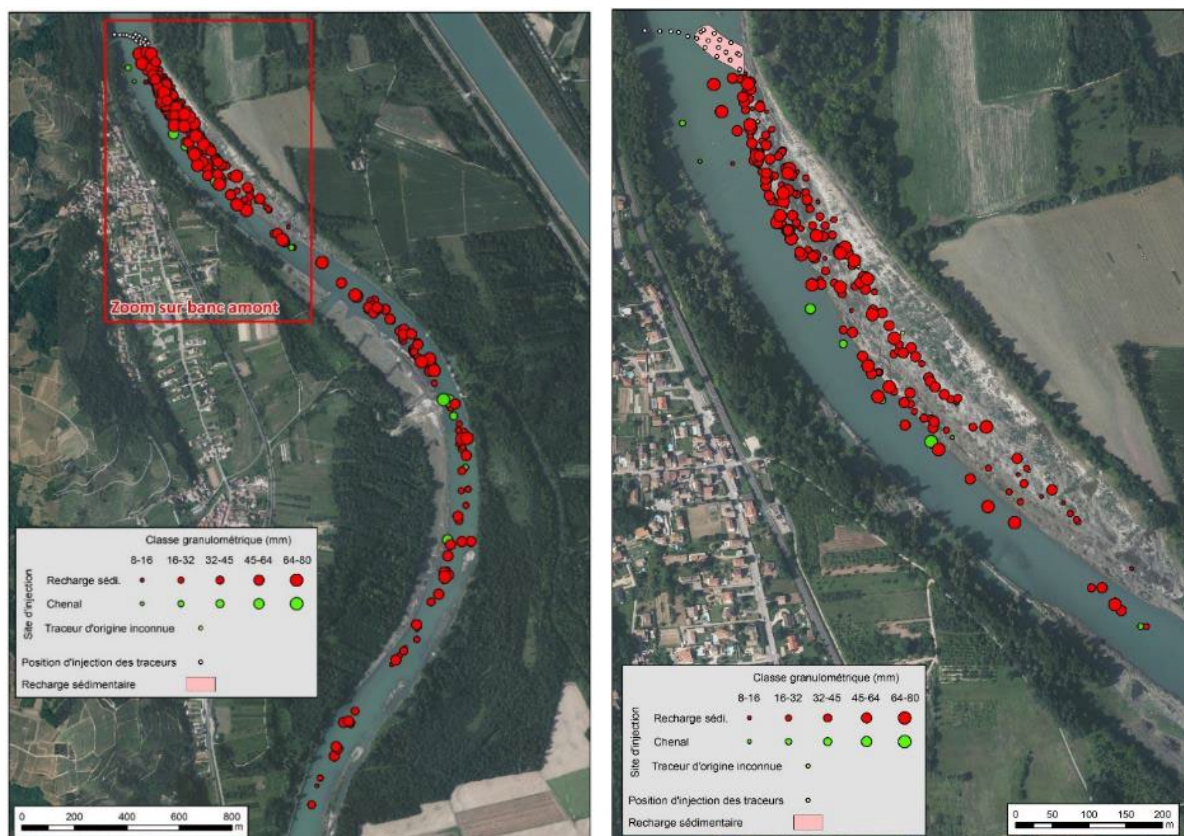 Zoom sur banc amont
Classe granulométrique (mm)
8-16 16-32 32-45 45-64 64-80
Site d'injection
Recharge sédi.
Chenal
Traceur d'origine inconnue
Position d'injection des traceurs
Recharge sédimentaire
0 200 400 600 800
m
Classe granulométrique (mm)
8-16 16-32 32-45 45-64 64-80
Site d'injection
Recharge sédi.
Chenal
Traceur d'origine inconnue
Position d'injection des traceurs
Recharge sédimentaire
0 50 100 150 200
m